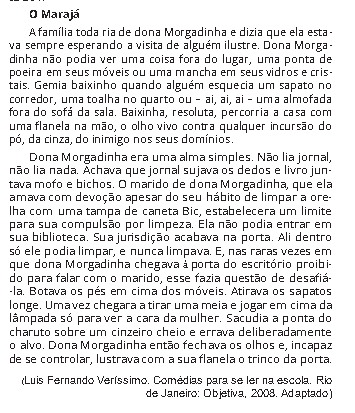 O Marajá
A família toda ria de dona Morgadinha e dizia que ela esta-
va sempre esperando a visita de alguém ilustre. Dona Morga-
dinha não podia ver uma coisa fora do lugar, uma ponta de
poeira em seus móveis ou uma mancha em seus vidros e cris-
tais. Gemia baixinho quando alguém esquecia um sapato no
corredor, uma toalha no quarto ou – ai, ai, ai – uma almofada
fora do sofá da sala. Baixinha, resoluta, percorria a casa com
uma flanela na mão, o olho vivo contra qualquer incursão do
pó, da cinza, do inimigo nos seus domínios.
Dona Morgadinha era uma alma simples. Não lia jornal,
não lia nada. Achava que jornal sujava os dedos e livro jun-
tava mofo e bichos. O marido de dona Morgadinha, que ela
amava com devoção apesar do seu hábito de limpar a ore-
lha com uma tampa de caneta Bic, estabelecera um limite
para sua compulsão por limpeza. Ela não podia entrar em
sua biblioteca. Sua jurisdição acabava na porta. Ali dentro
só ele podia limpar, e nunca limpava. E, nas raras vezes em
que dona Morgadinha chegava à porta do escritório proibi-
do para falar com o marido, esse fazia questão de desafiá-
-la. Botava os pés em cima dos móveis. Atirava os sapatos
longe. Uma vez chegara a tirar uma meia e jogar em cima da
lâmpada só para ver a cara da mulher. Sacudia a ponta do
charuto sobre um cinzeiro cheio e errava deliberadamente
o alvo. Dona Morgadinha então fechava os olhos e, incapaz
de se controlar, lustrava com a sua flanela o trinco da porta.
(Luis Fernando Veríssimo. Comédias para se ler na escola. Rio
de Janeiro: Objetiva, 2008. Adaptado)